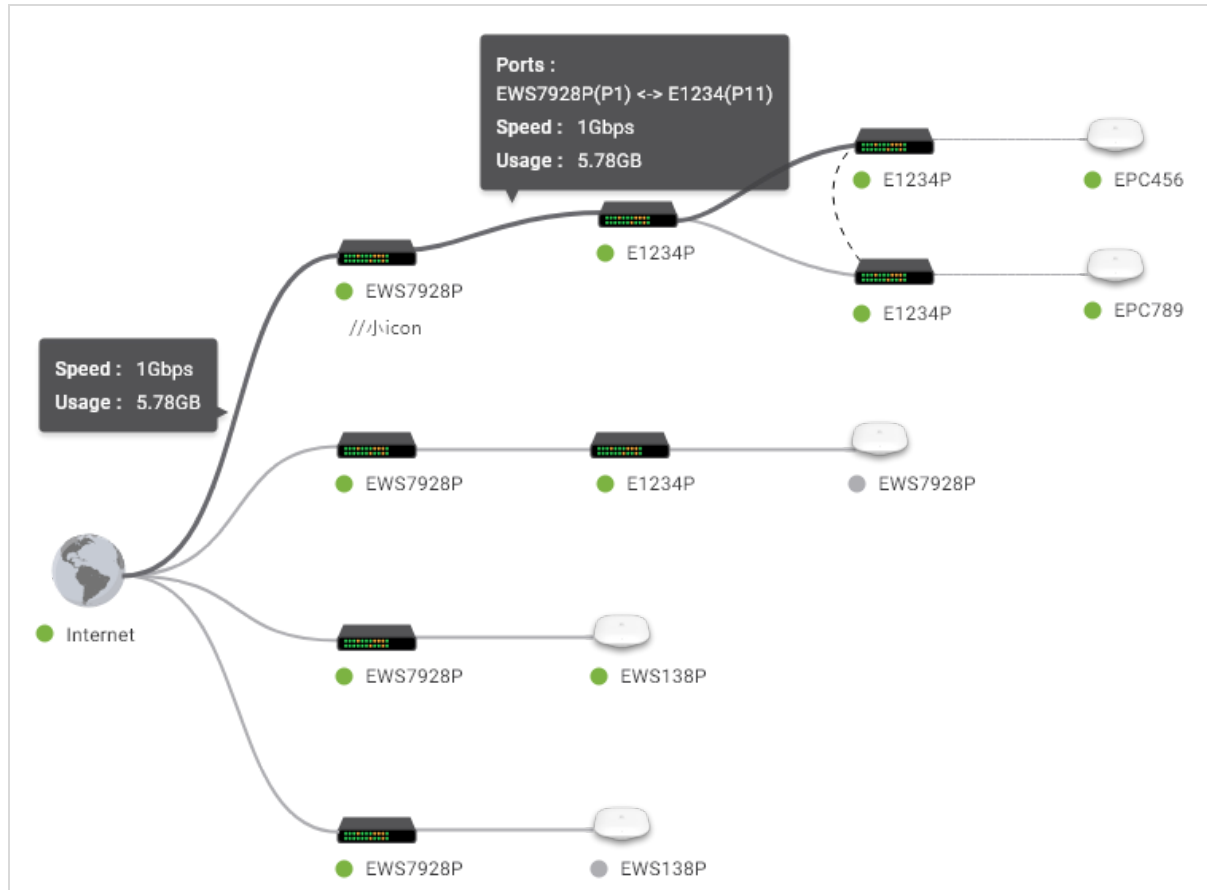 Ports :
EWS7928P(P1) <-> E1234(P11)
Speed : 1Gbps
Usage : 5.78GB
E1234P
EPC456
E1234P
EWS7928P
//小icon
E1234P
EPC789
Speed : 1Gbps
Usage : 5.78GB
EWS7928P
E1234P
EWS7928P
Internet
EWS7928P
EWS138P
EWS7928P
EWS138P